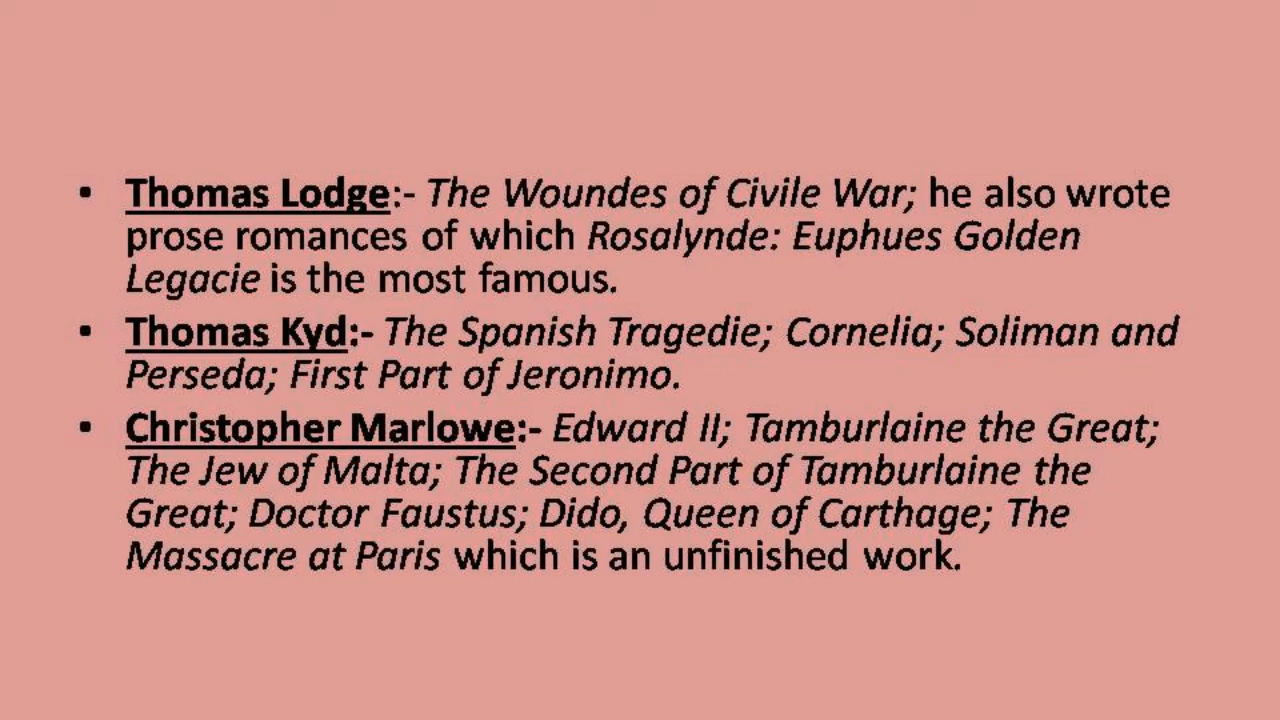 • Thomas Lodge:- The Woundes of Civile War; he also wrote
prose romances of which Rosalynde: Euphues Golden
Legacie is the most famous.
• Thomas Kyd:- The Spanish Tragedie; Cornelia; Soliman and
Perseda; First Part of Jeronimo.
• Christopher Marlowe:- Edward II; Tamburlaine the Great;
The Jew of Malta; The Second Part of Tamburlaine the
Great; Doctor Faustus; Dido, Queen of Carthage; The
Massacre at Paris which is an unfinished work.